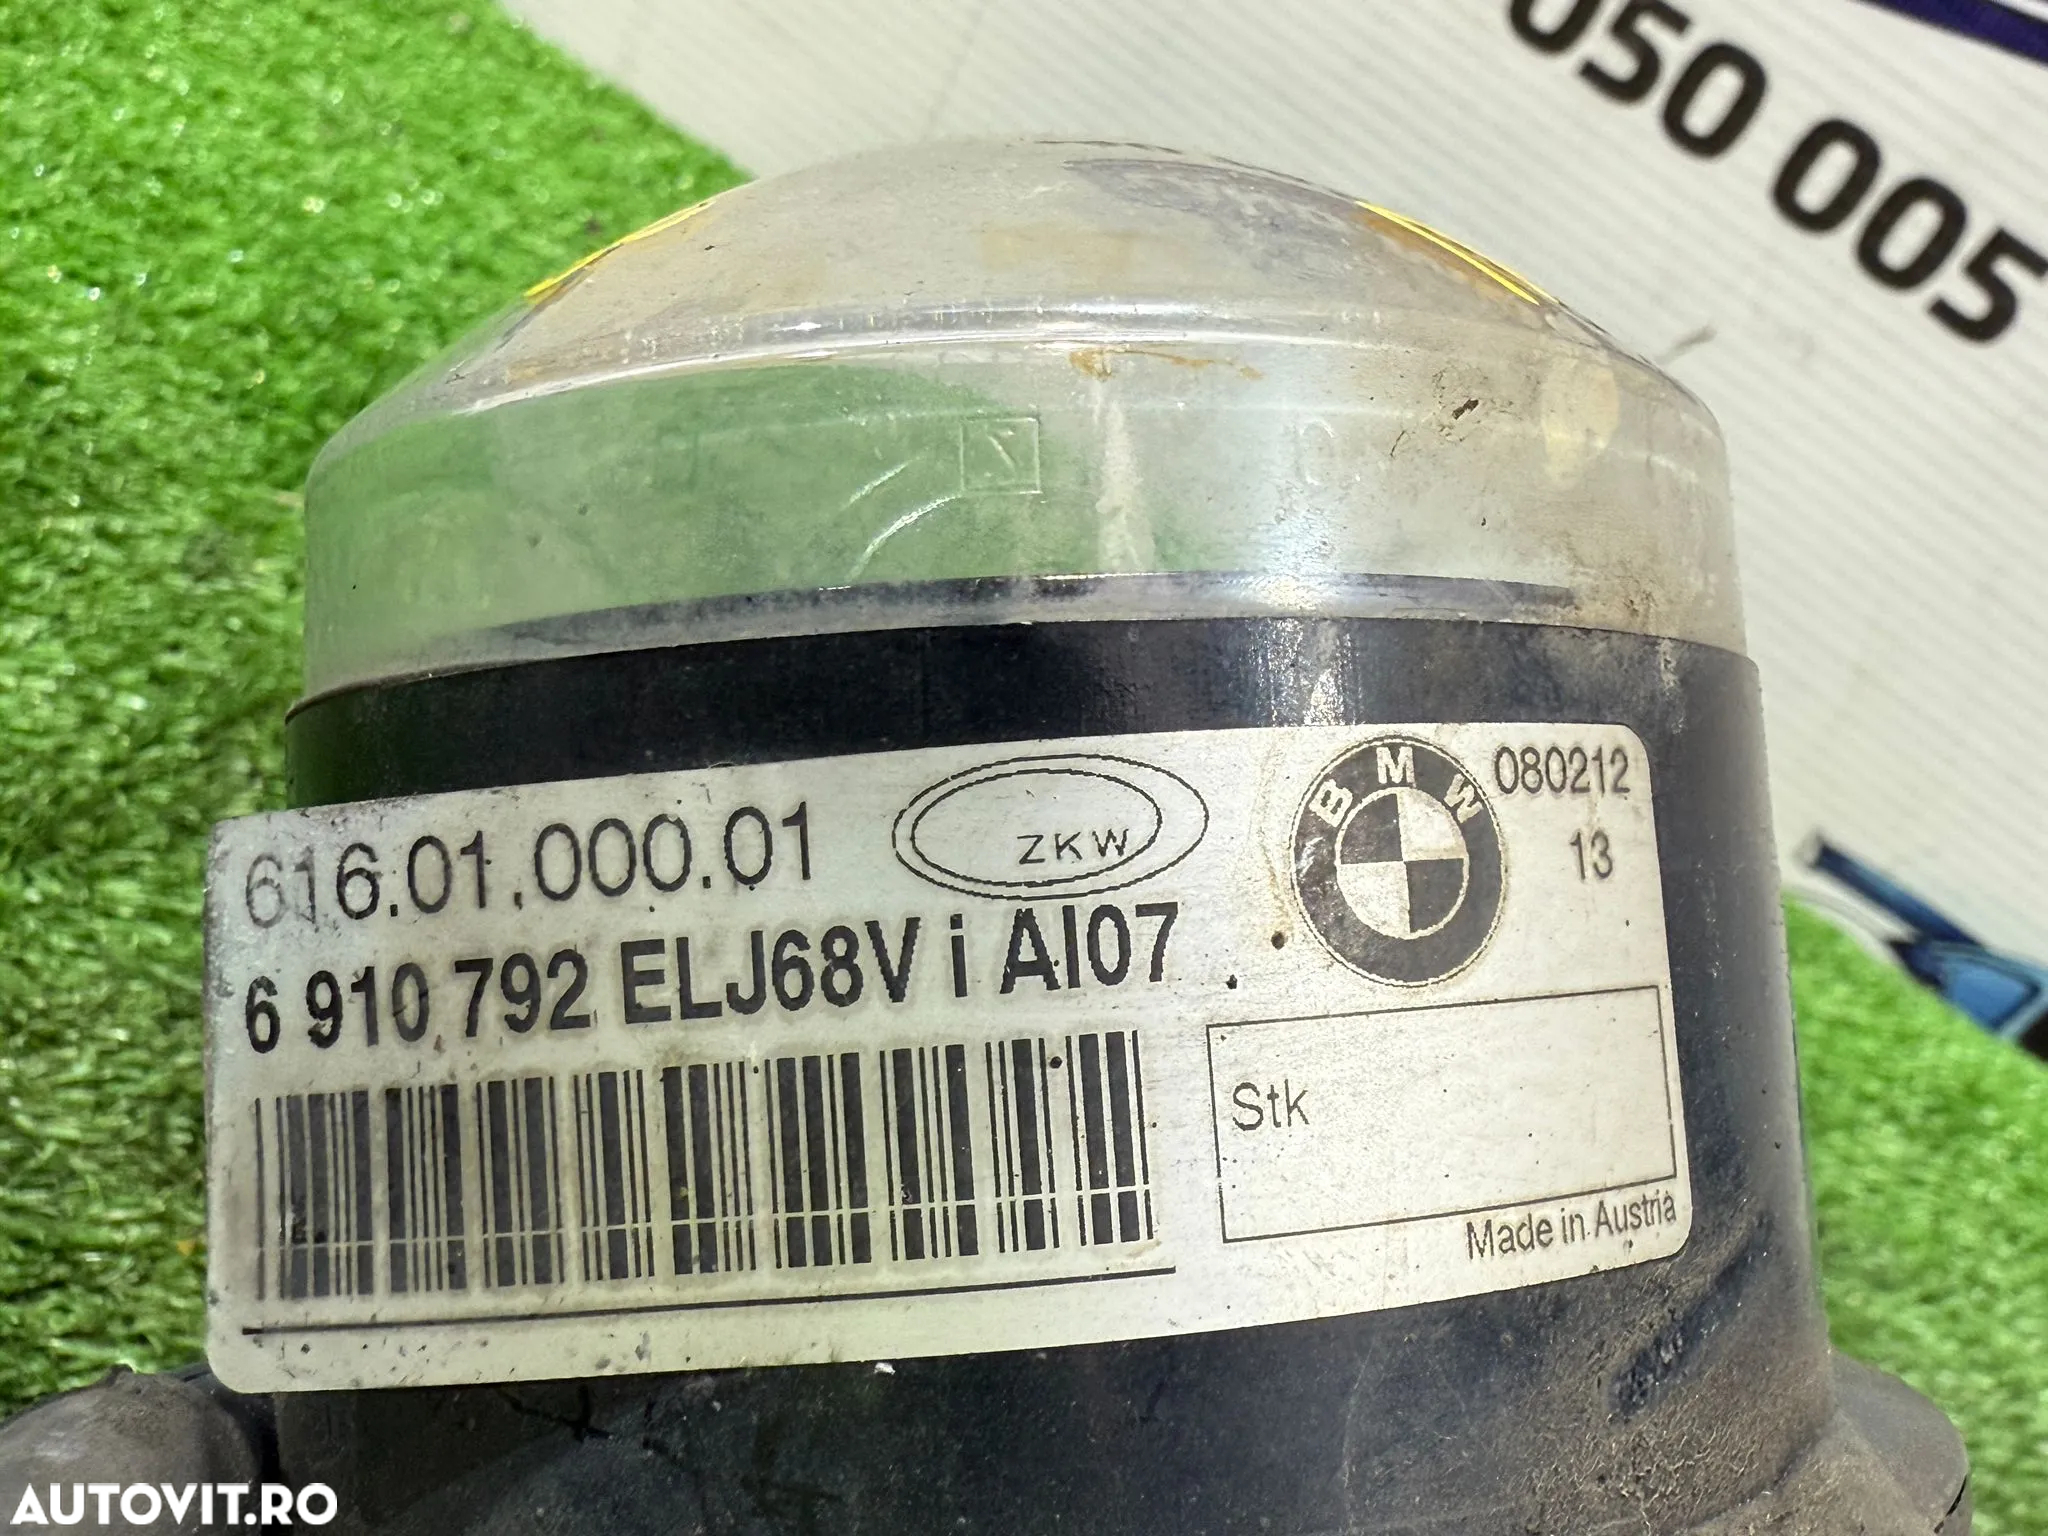 050 005
616.01.000.01
ZKW
BMW
080212
13
6 910 792 ELJ68V i AI07
Stk
Made in Austria
AUTOVIT.RO